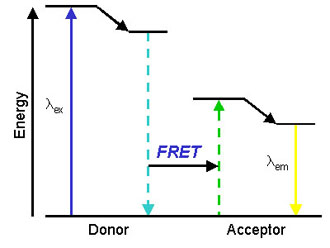 Energy
λex
FRET
λem
Donor
Acceptor